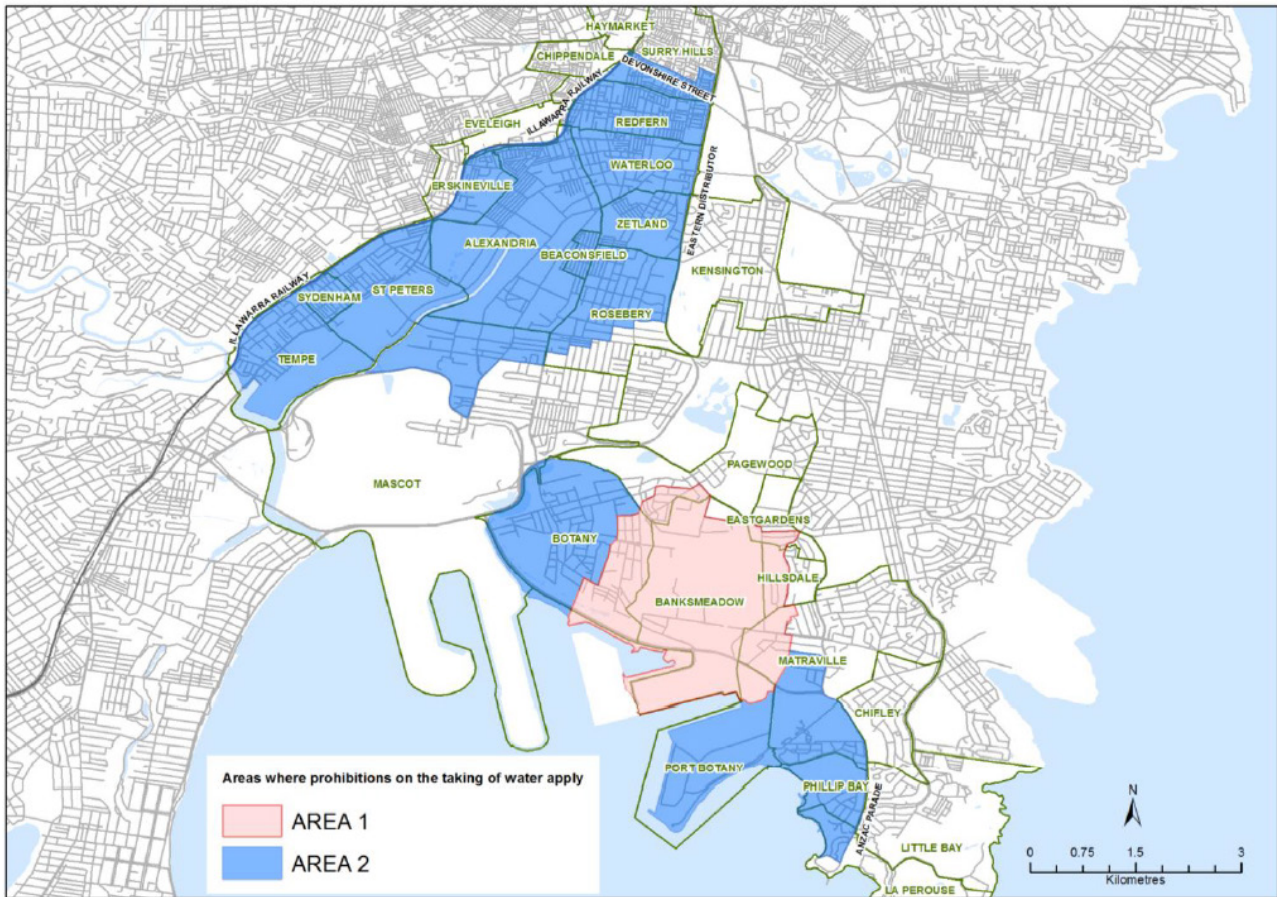 HAYMARKET
SURRY HILLS
CHIPPENDALE
DEVONSHIRE STREET
ILLAWARRA RAILWAY
EVELEIGH
REDFERN
WATERLOO
ERSKINEVILLE
EASTERN DISTRIBUTOR
ZETLAND
ALEXANDRIA
BEACONSFIELD
KENSINGTON
ILLAWARRA RAILWAY
ST PETERS
SYDENHAM
ROSEBERY
TEMPE
PAGEWOOD
MASCOT
EASTGARDENS
BOTANY
HILLSDALE
BANKSMEADOW
MATRAVILLE
CHIFLEY
PORT BOTANY
PHILLIP BAY
ANZAC PARADE
LITTLE BAY
LA PEROUSE
Areas where prohibitions on the taking of water apply
AREA 1
AREA 2
N
0 0.75 1.5 3
Kilometres